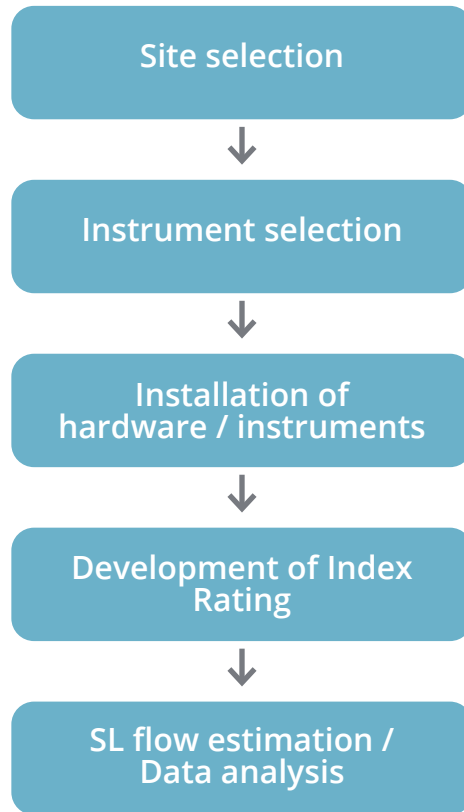 Site selection
Instrument selection
Installation of
hardware / instruments
Development of Index
Rating
SL flow estimation /
Data analysis